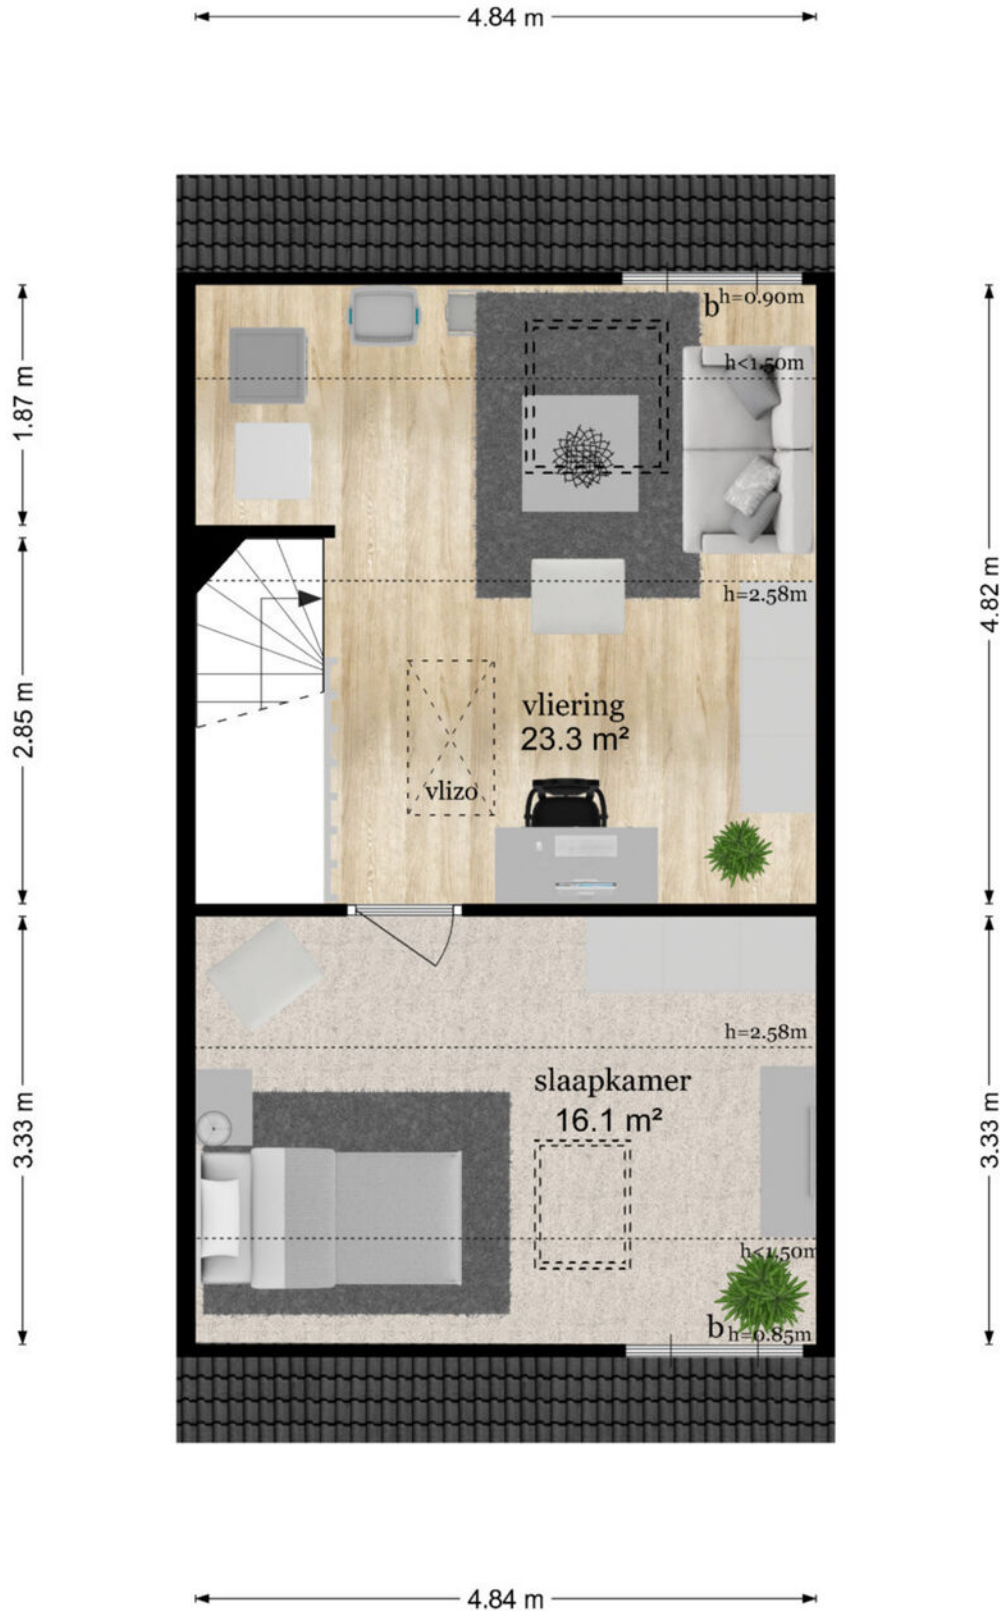 4.84 m
b h=0.90m
h<1.50m
1.87 m
h=2.58m
4.82 m
2.85 m
vliering
23.3 m²
vlizo
h=2.58m
slaapkamer
16.1 m²
3.33 m
3.33 m
h<1.50m
b h=0.85m
4.84 m